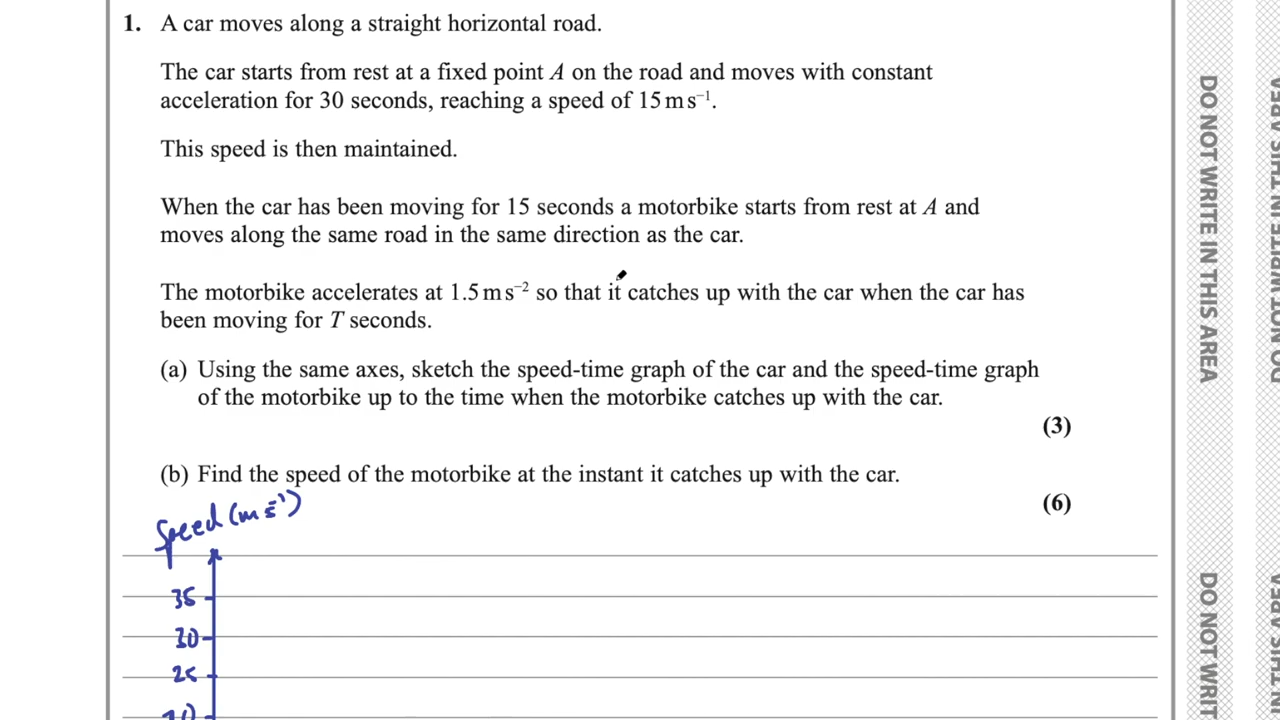 1. A car moves along a straight horizontal road.
The car starts from rest at a fixed point A on the road and moves with constant
acceleration for 30 seconds, reaching a speed of 15 m s⁻¹.
This speed is then maintained.
When the car has been moving for 15 seconds a motorbike starts from rest at A and
moves along the same road in the same direction as the car.
The motorbike accelerates at 1.5 m s⁻² so that it catches up with the car when the car has
been moving for T seconds.
(a) Using the same axes, sketch the speed-time graph of the car and the speed-time graph
of the motorbike up to the time when the motorbike catches up with the car.
(3)
(b) Find the speed of the motorbike at the instant it catches up with the car.
(6)
Speed (m s⁻¹)
35
30
25
DO NOT WRITE IN THIS AREA
DO NOT WRIT